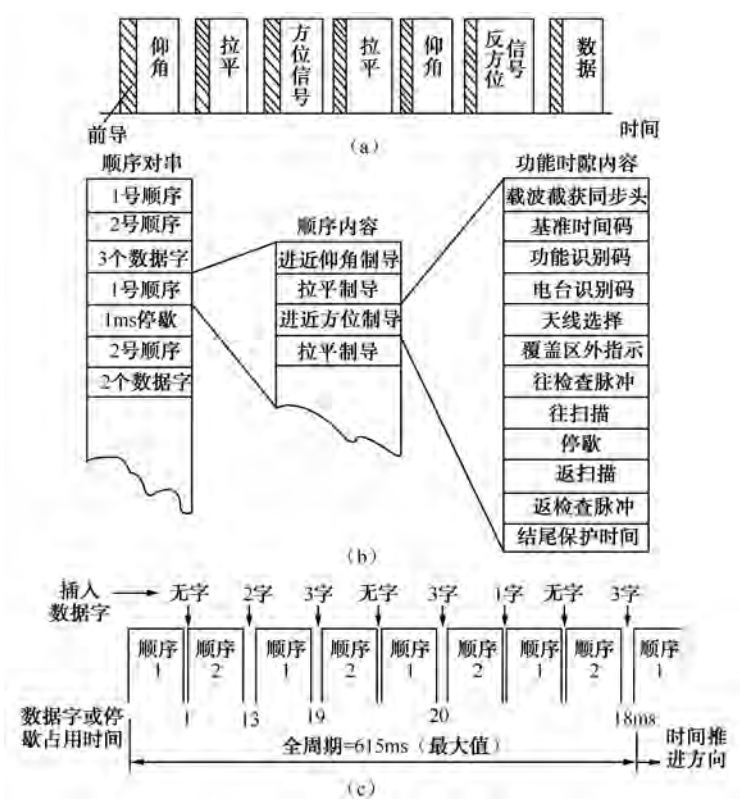 仰角
拉平
方位信号
拉平
仰角
反方位信号
数据
前导
时间
(a)
顺序对串
1号顺序
2号顺序
3个数据字
1号顺序
1ms停歇
2号顺序
2个数据字
顺序内容
进近仰角制导
拉平制导
进近方位制导
拉平制导
功能时隙内容
载波截获同步头
基准时间码
功能识别码
电台识别码
天线选择
覆盖区外指示
往检查脉冲
往扫描
停歇
返扫描
返检查脉冲
结尾保护时间
(b)
插入数据字
无字 2字 3字 无字 3字 1字 无字 3字
顺序1 顺序2 顺序1 顺序2 顺序1 顺序2 顺序1 顺序2 顺序1
数据字或停歇占用时间
1 13 19 20 18ms
全周期=615ms（最大值）
时间推进方向
(c)